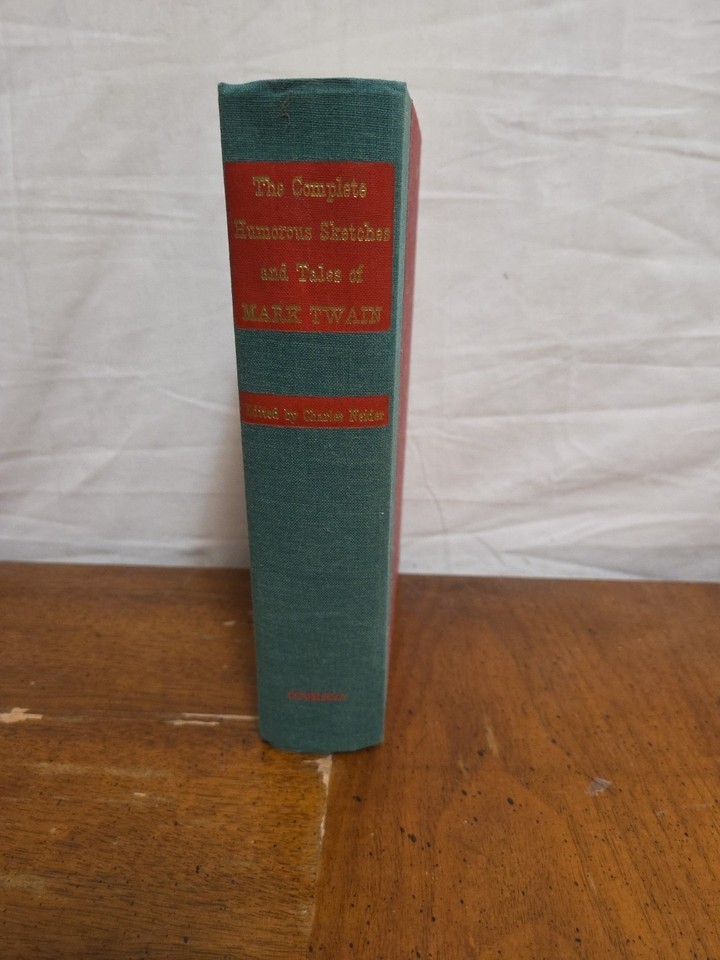 The Complete
Humorous Sketches
and Tales of
MARK TWAIN
Edited by Charles Neider